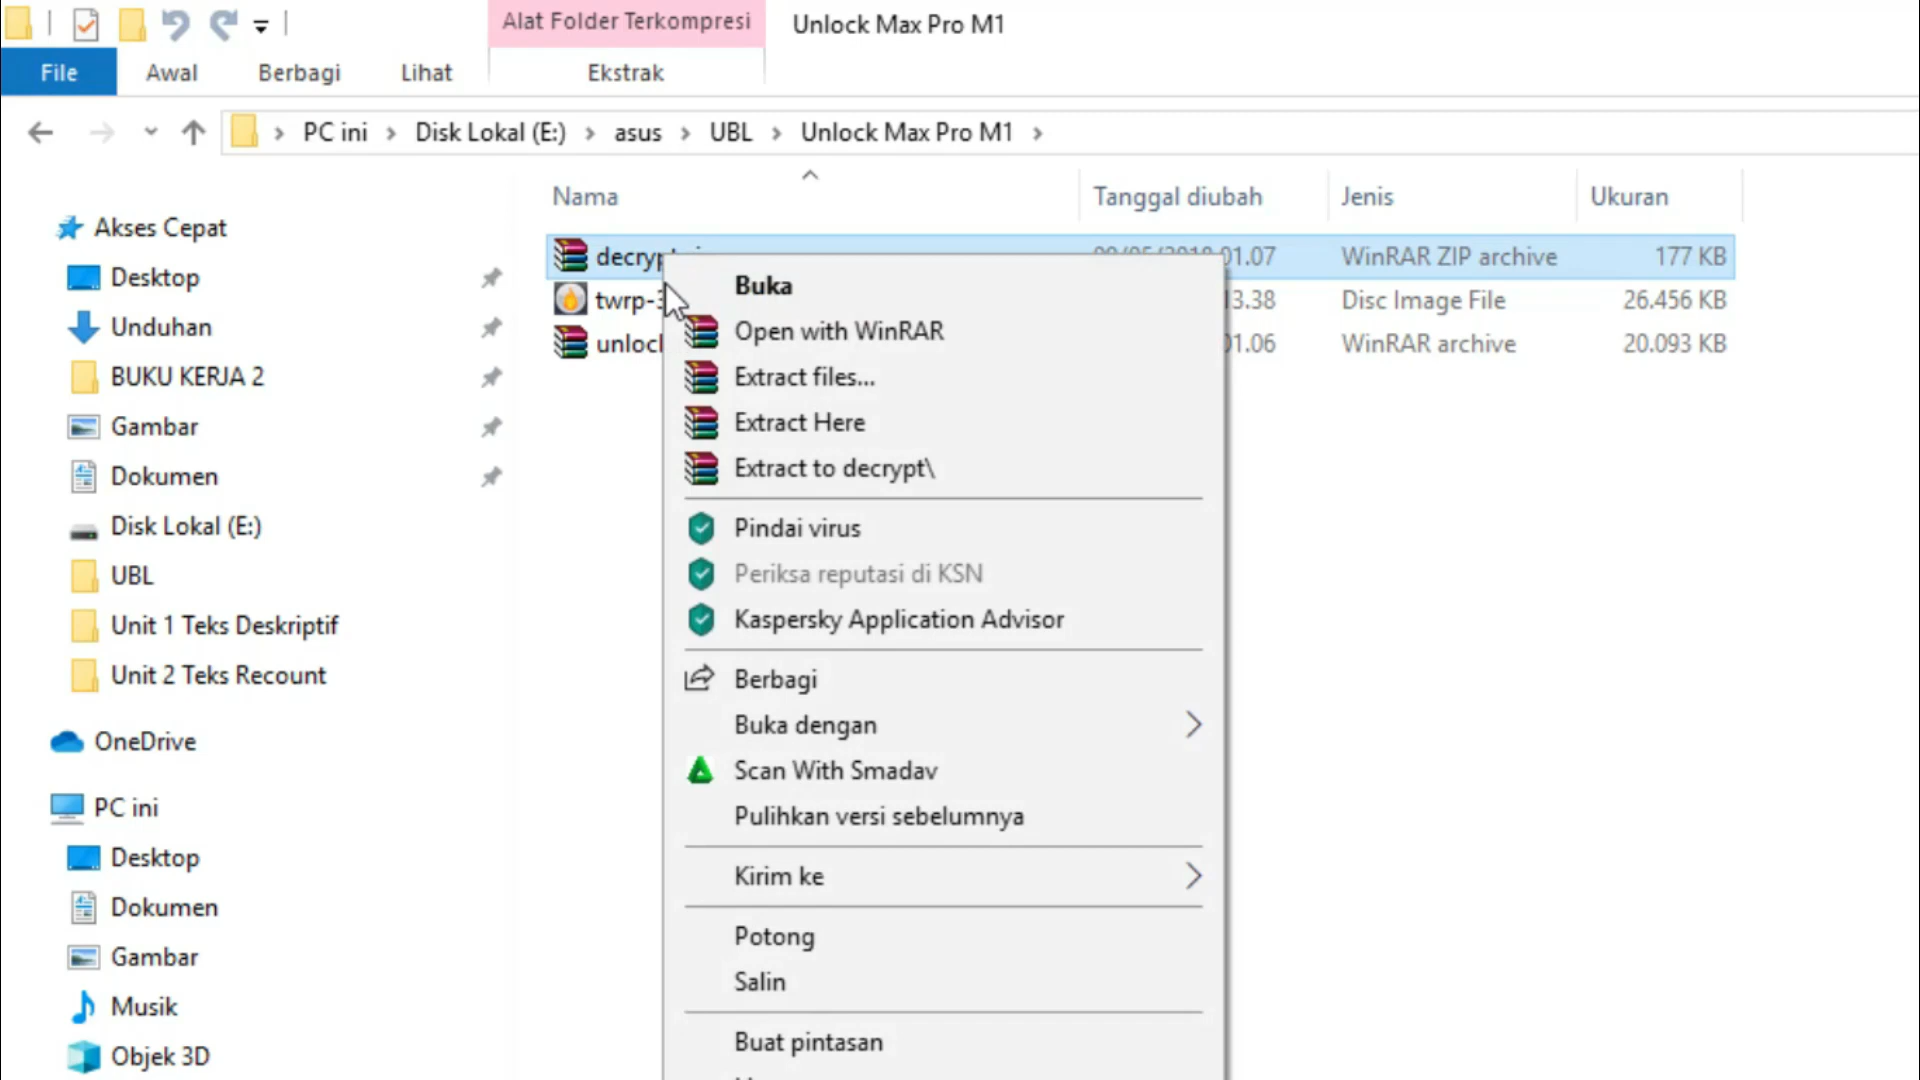 Alat Folder Terkompresi
Unlock Max Pro M1
File
Awal
Berbagi
Lihat
Ekstrak
PC ini
Disk Lokal (E:)
asus
UBL
Unlock Max Pro M1
Nama
Tanggal diubah
Jenis
Ukuran
01.07
WinRAR ZIP archive
177 KB
twrp-3
13.38
Disc Image File
26.456 KB
01.06
WinRAR archive
20.093 KB
Akses Cepat
Desktop
Unduhan
BUKU KERJA 2
Gambar
Dokumen
Disk Lokal (E:)
UBL
Unit 1 Teks Deskriptif
Unit 2 Teks Recount
OneDrive
PC ini
Desktop
Dokumen
Gambar
Musik
Objek 3D
Buka
Open with WinRAR
Extract files...
Extract Here
Extract to decrypt\
Pindai virus
Periksa reputasi di KSN
Kaspersky Application Advisor
Berbagi
Buka dengan
Scan With Smadav
Pulihkan versi sebelumnya
Kirim ke
Potong
Salin
Buat pintasan